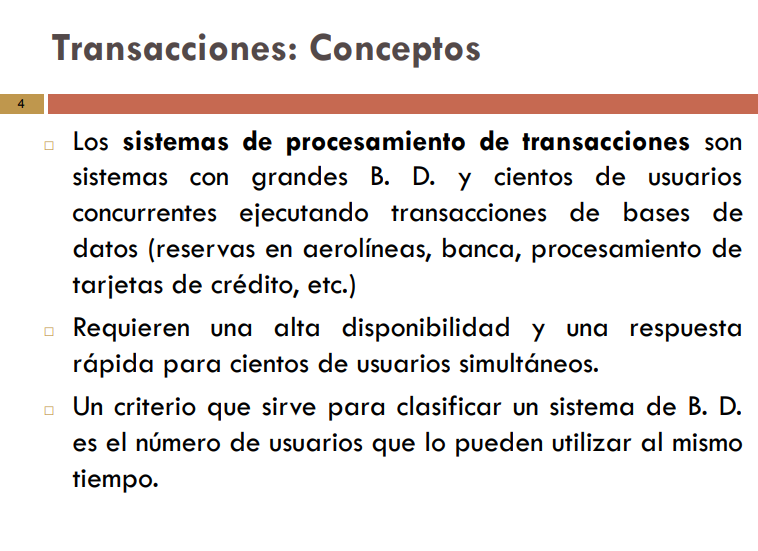 Transacciones: Conceptos
4
Los sistemas de procesamiento de transacciones son
sistemas con grandes B. D. y cientos de usuarios
concurrentes ejecutando transacciones de bases de
datos (reservas en aerolíneas, banca, procesamiento de
tarjetas de crédito, etc.)
Requieren una alta disponibilidad y una respuesta
rápida para cientos de usuarios simultáneos.
Un criterio que sirve para clasificar un sistema de B. D.
es el número de usuarios que lo pueden utilizar al mismo
tiempo.